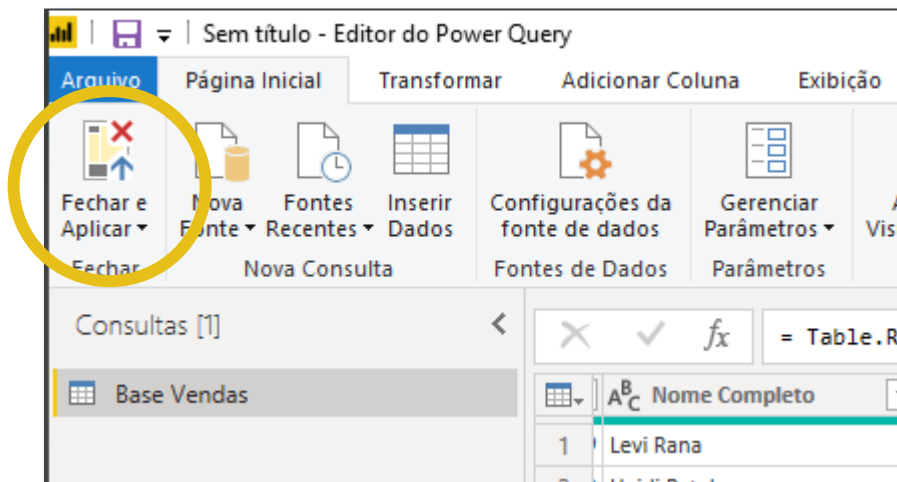 Sem título - Editor do Power Query
Arquivo Página Inicial Transformar Adicionar Coluna Exibição
Fechar e Aplicar
Nova Fonte
Fontes Recentes
Inserir Dados
Configurações da fonte de dados
Gerenciar Parâmetros
Fechar Nova Consulta Fontes de Dados Parâmetros
Consultas [1]
fx = Table.R
Base Vendas
ABC Nome Completo
1 Levi Rana